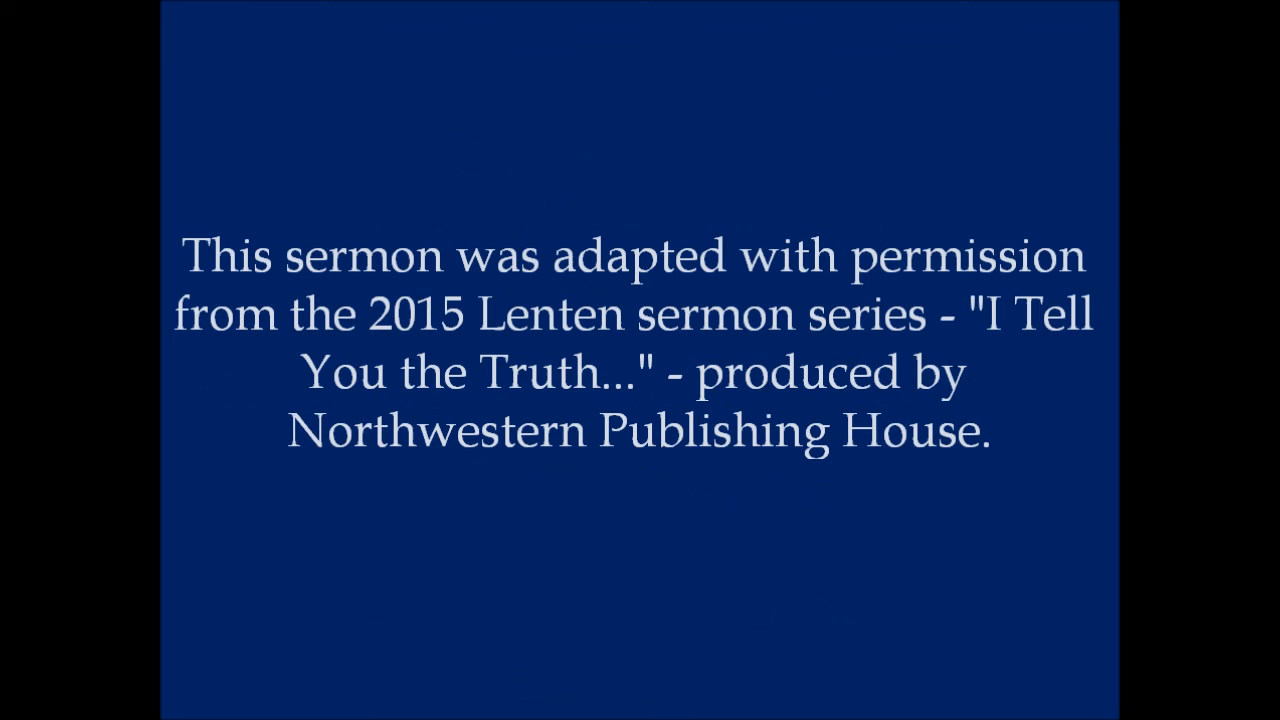 This sermon was adapted with permission
from the 2015 Lenten sermon series - "I Tell
You the Truth..." - produced by
Northwestern Publishing House.